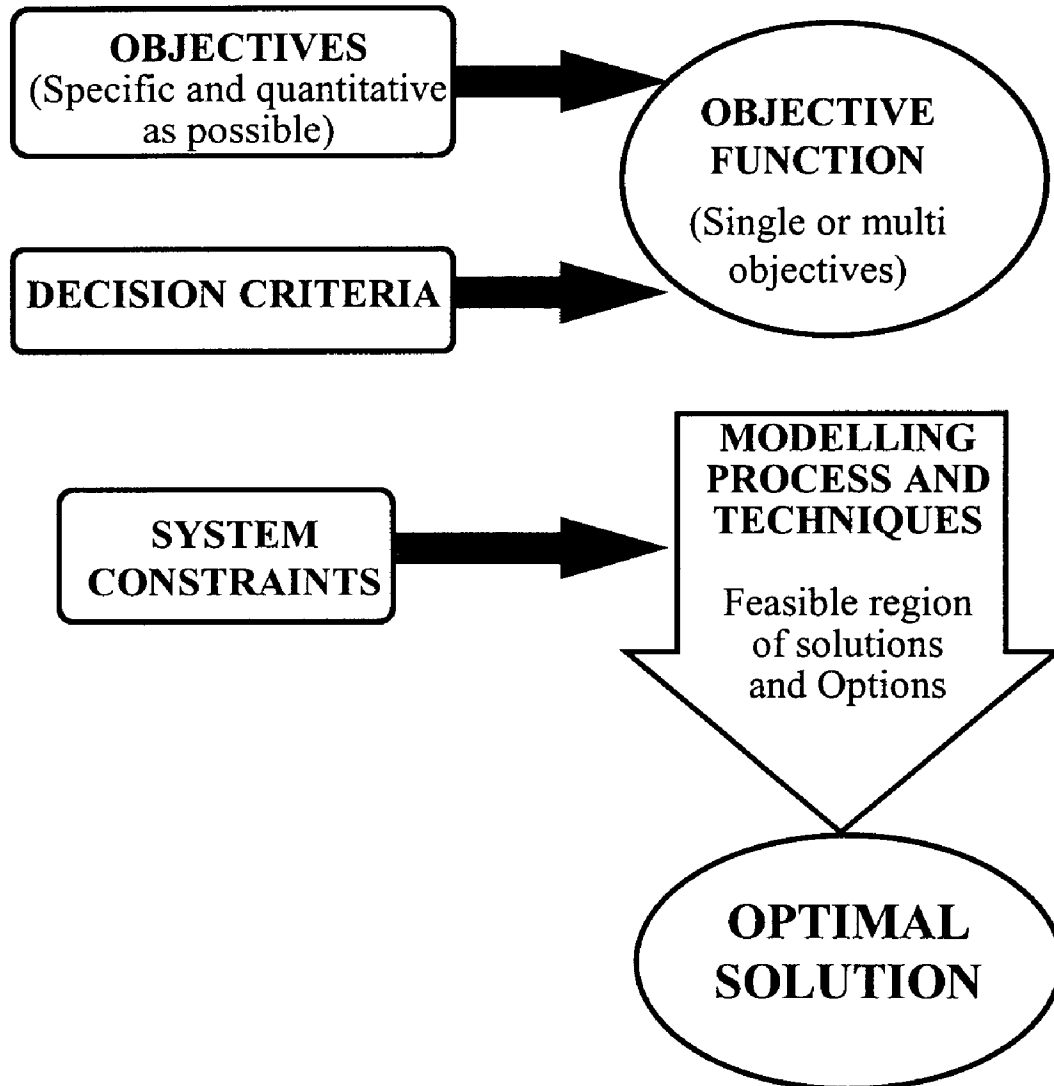 OBJECTIVES
(Specific and quantitative
as possible)
OBJECTIVE
FUNCTION
(Single or multi
objectives)
DECISION CRITERIA
MODELLING
PROCESS AND
TECHNIQUES
Feasible region
of solutions
and Options
SYSTEM
CONSTRAINTS
OPTIMAL
SOLUTION